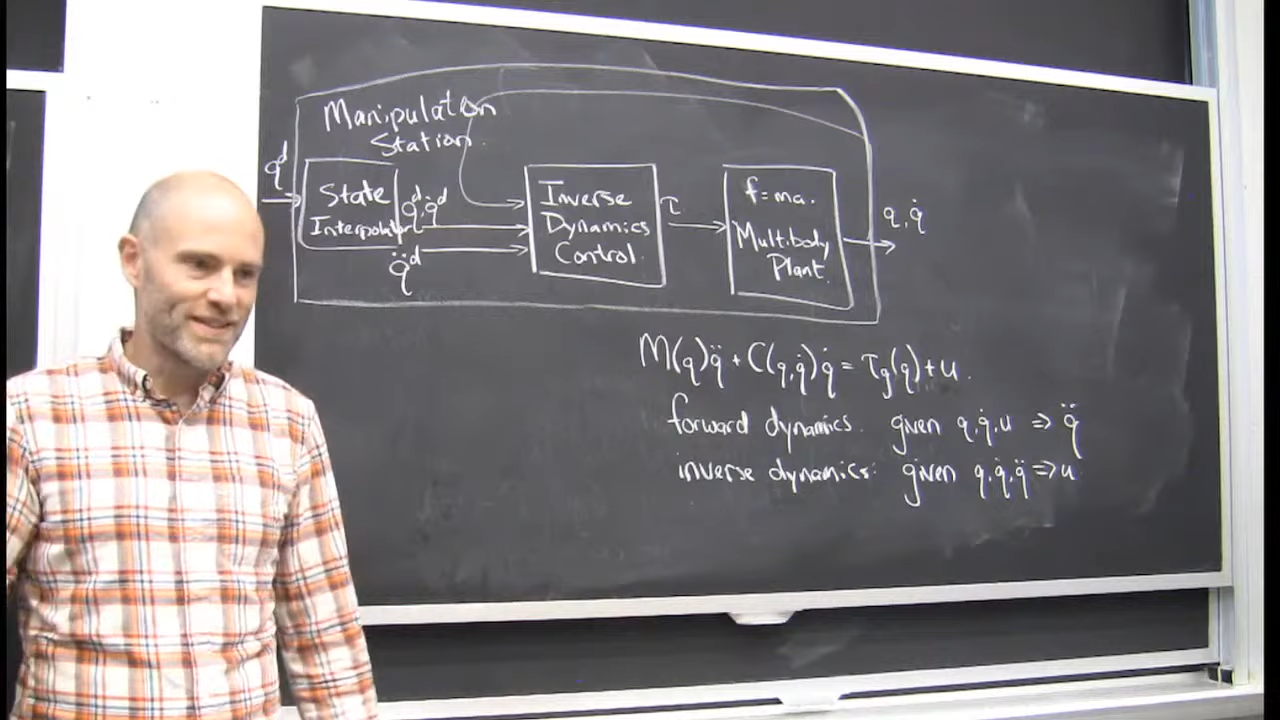 Manipulation
Station.
q^d
State
Interpolator
q^d, q̇^d
q̈^d
Inverse
Dynamics
Control.
τ
f=ma.
Multibody
Plant.
q, q̇
M(q)q̈ + C(q,q̇)q̇ = τg(q) + u.
forward dynamics. given q, q̇, u => q̈
inverse dynamics: given q, q̇, q̈ => u